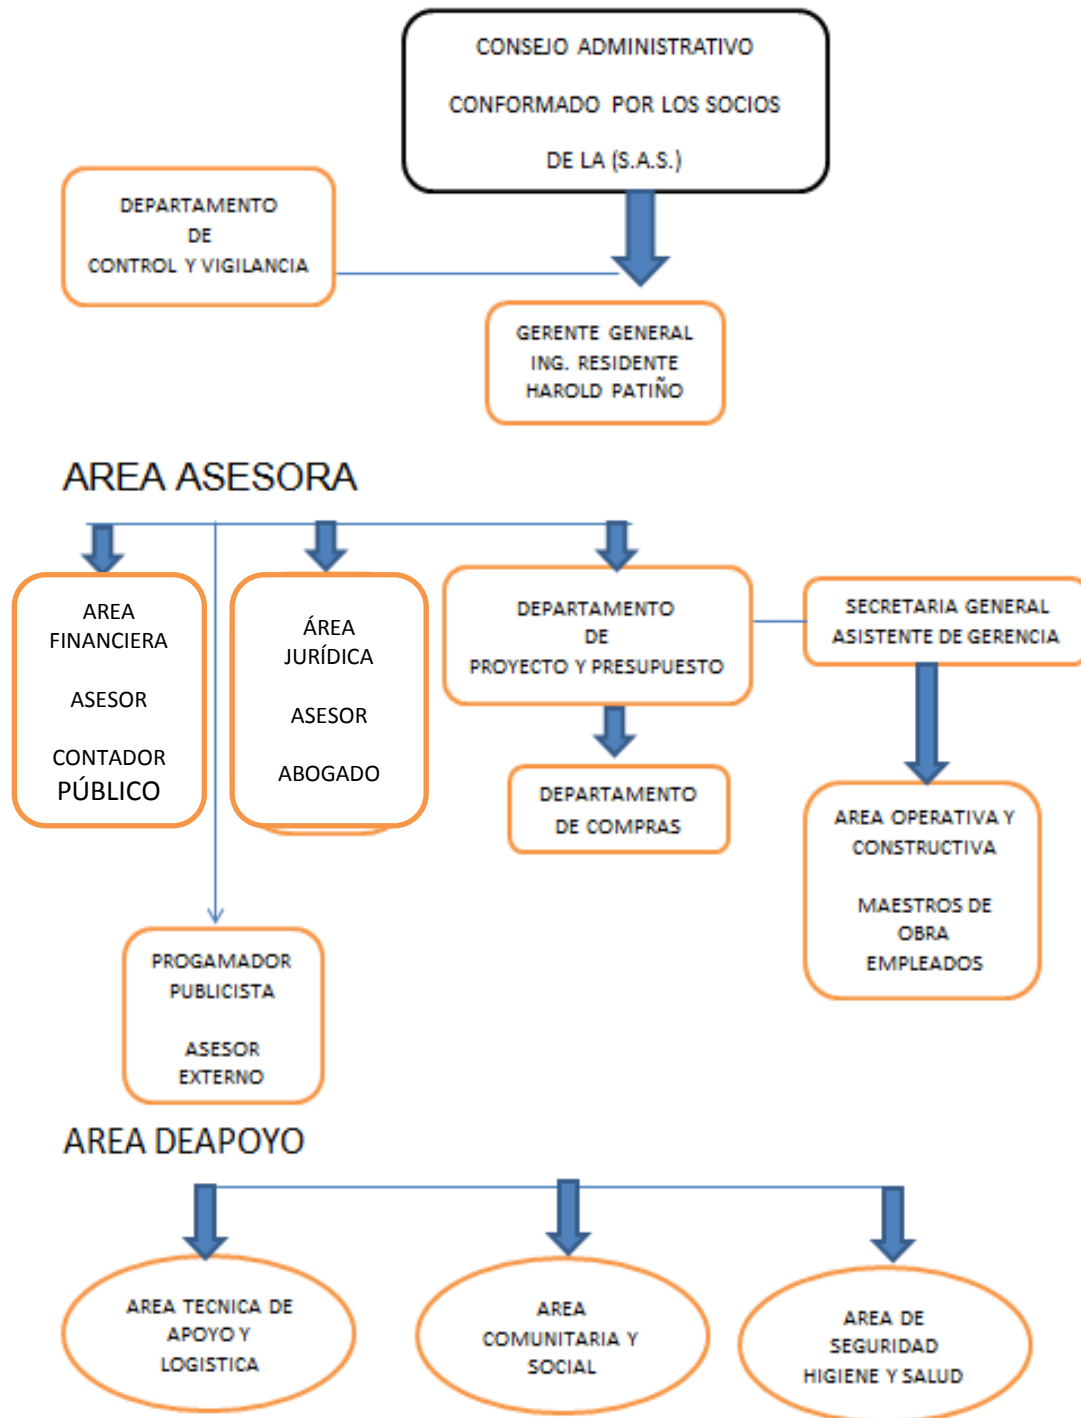 CONSEJO ADMINISTRATIVO
CONFORMADO POR LOS SOCIOS
DE LA (S.A.S.)
DEPARTAMENTO
DE
CONTROL Y VIGILANCIA
GERENTE GENERAL
ING. RESIDENTE
HAROLD PATIÑO
AREA ASESORA
AREA
FINANCIERA
ASESOR
CONTADOR
PÚBLICO
ÁREA
JURÍDICA
ASESOR
ABOGADO
DEPARTAMENTO
DE
PROYECTO Y PRESUPUESTO
SECRETARIA GENERAL
ASISTENTE DE GERENCIA
DEPARTAMENTO
DE COMPRAS
AREA OPERATIVA Y
CONSTRUCTIVA
MAESTROS DE
OBRA
EMPLEADOS
PROGAMADOR
PUBLICISTA
ASESOR
EXTERNO
AREA DEAPOYO
AREA TECNICA DE
APOYO Y
LOGISTICA
AREA
COMUNITARIA Y
SOCIAL
AREA DE
SEGURIDAD
HIGIENE Y SALUD